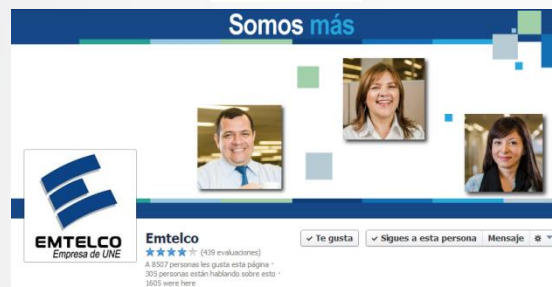 Somos más
EMTELCO
Empresa de UNE
Emtelco
(439 evaluaciones)
A 8507 personas les gusta esta página ·
305 personas están hablando sobre esto ·
1605 were here
✓ Te gusta
✓ Sigues a esta persona
Mensaje